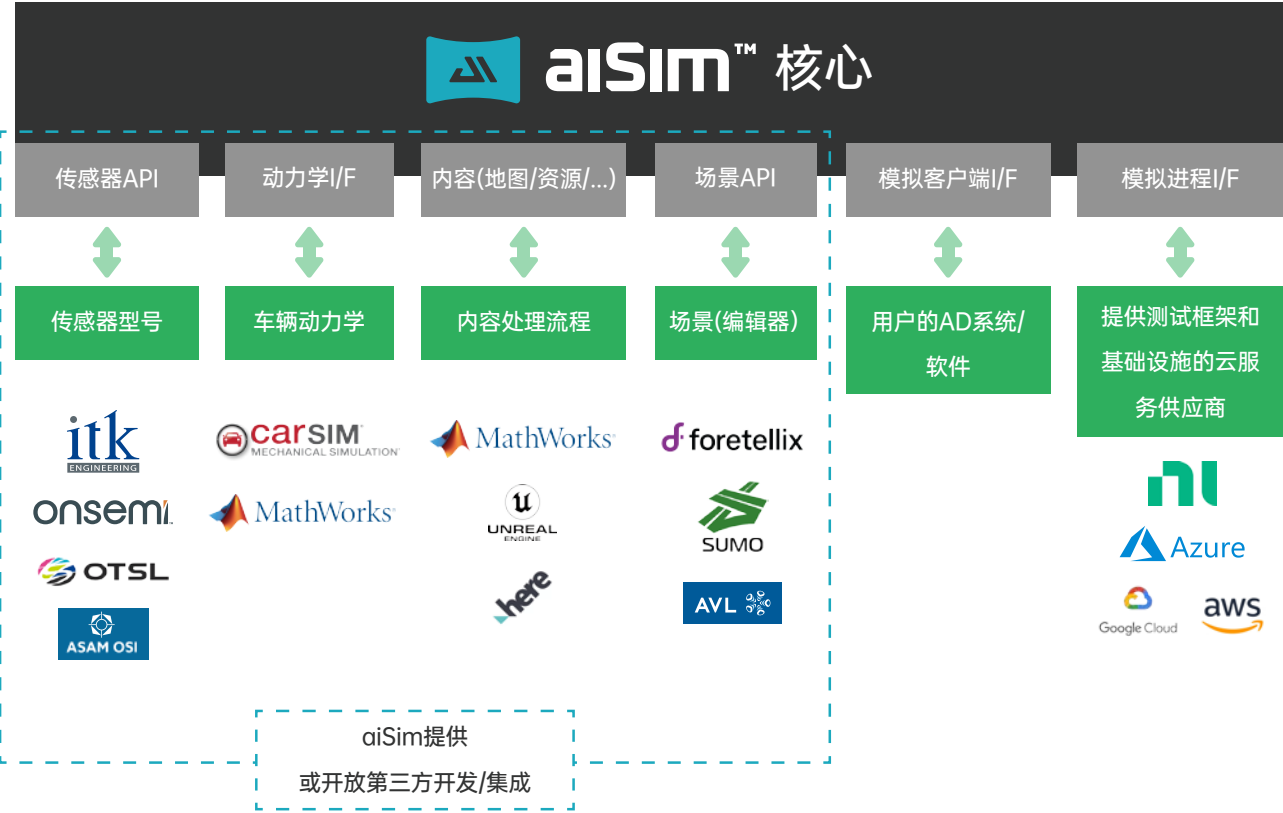 aiSim™ 核心
传感器API
动力学I/F
内容(地图/资源/...)
场景API
模拟客户端I/F
模拟进程I/F
传感器型号
车辆动力学
内容处理流程
场景(编辑器)
用户的AD系统/
软件
提供测试框架和
基础设施的云服
务供应商
itk
ENGINEERING
onsemi
OTSL
ASAM OSI
carSIM
MECHANICAL SIMULATION
MathWorks
MathWorks
UNREAL
ENGINE
here
foretellix
SUMO
AVL
ni
Azure
Google Cloud
aws
aiSim提供
或开放第三方开发/集成